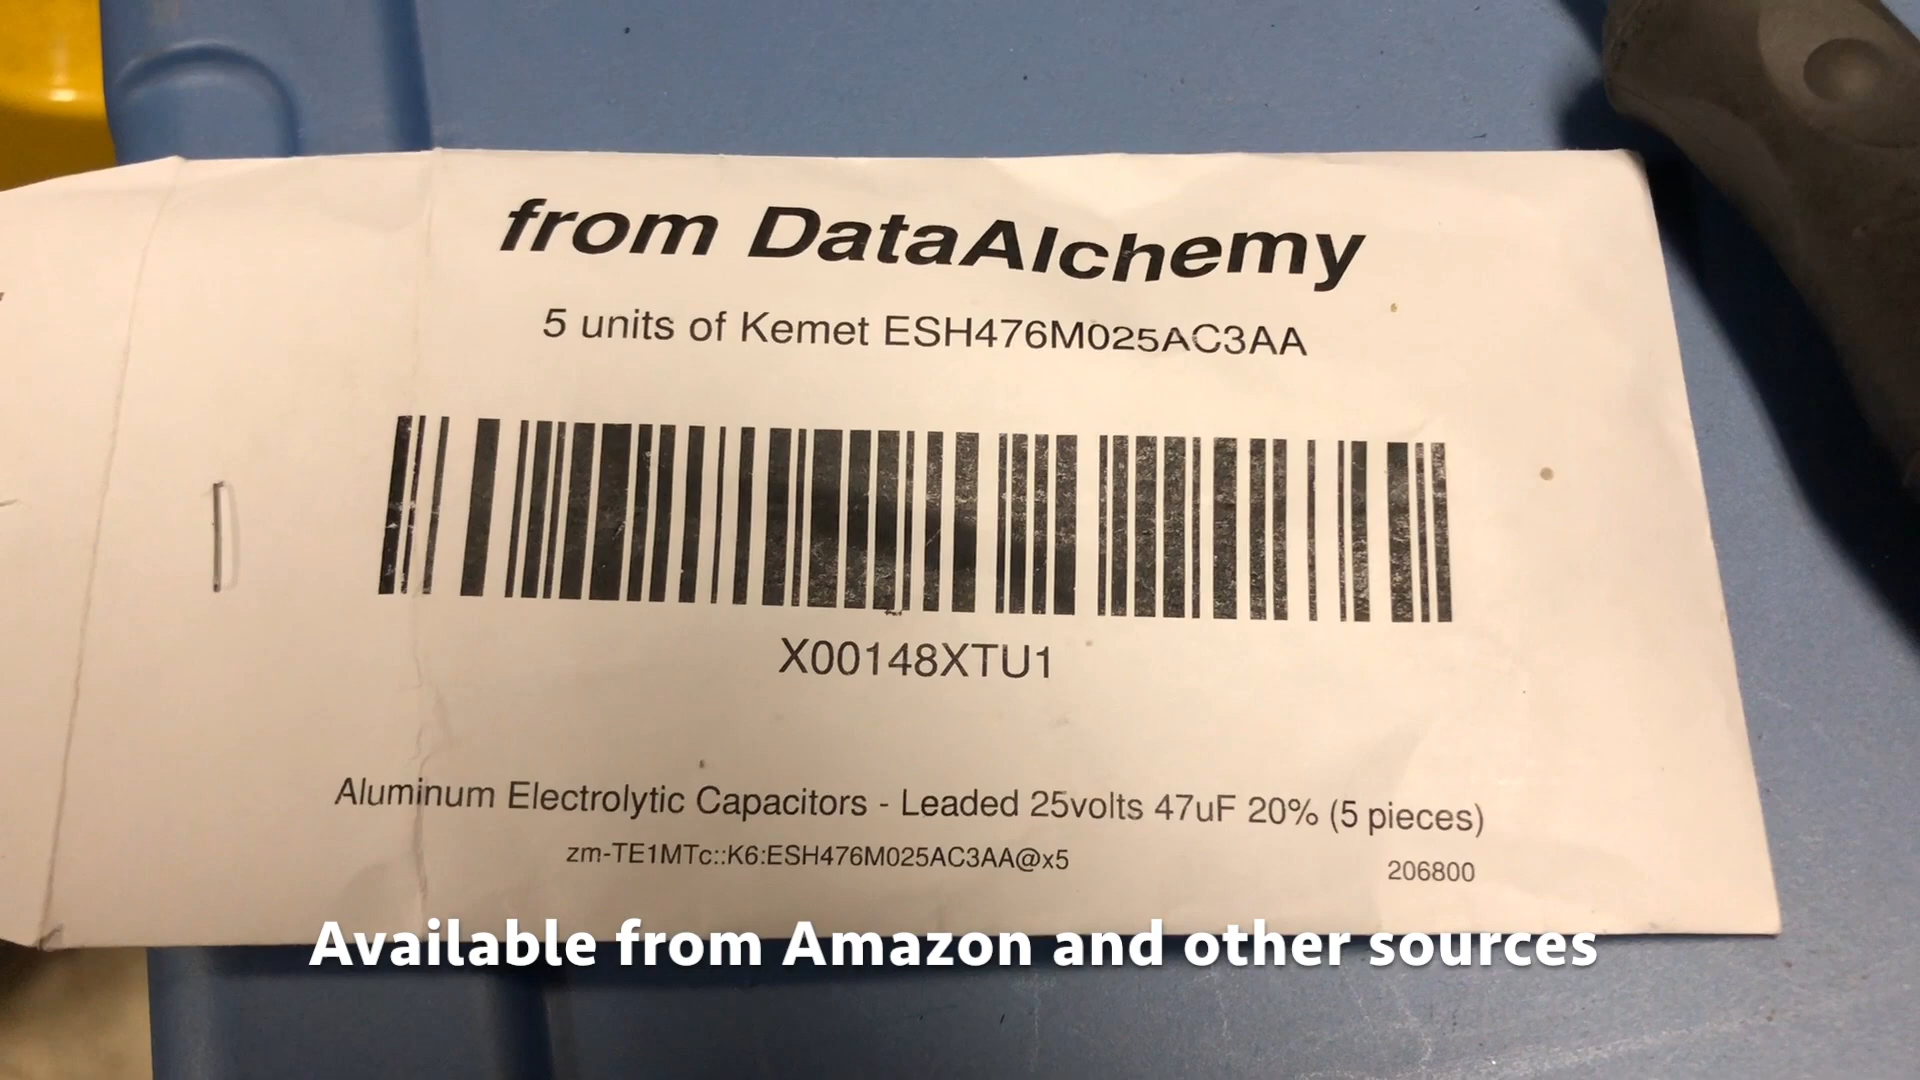 from DataAlchemy
5 units of Kemet ESH476M025AC3AA
X00148XTU1
Aluminum Electrolytic Capacitors - Leaded 25volts 47uF 20% (5 pieces)
zm-TE1MTc::K6:ESH476M025AC3AA@x5
206800
Available from Amazon and other sources